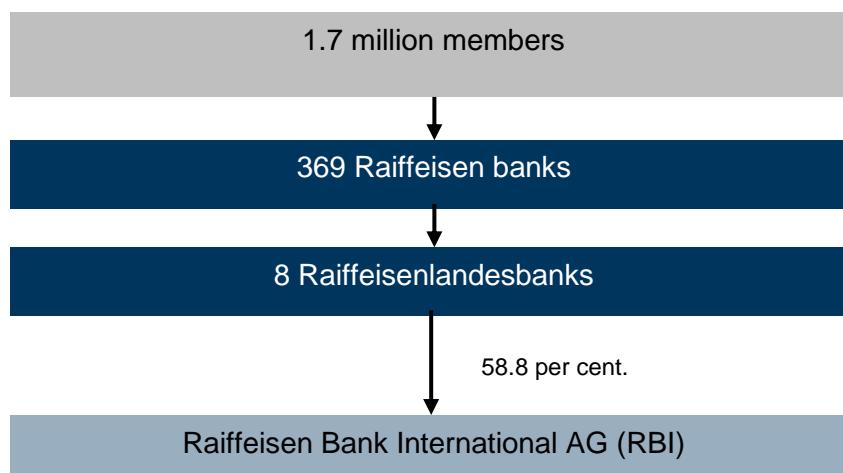 1.7 million members
369 Raiffeisen banks
8 Raiffeisenlandesbanks
58.8 per cent.
Raiffeisen Bank International AG (RBI)